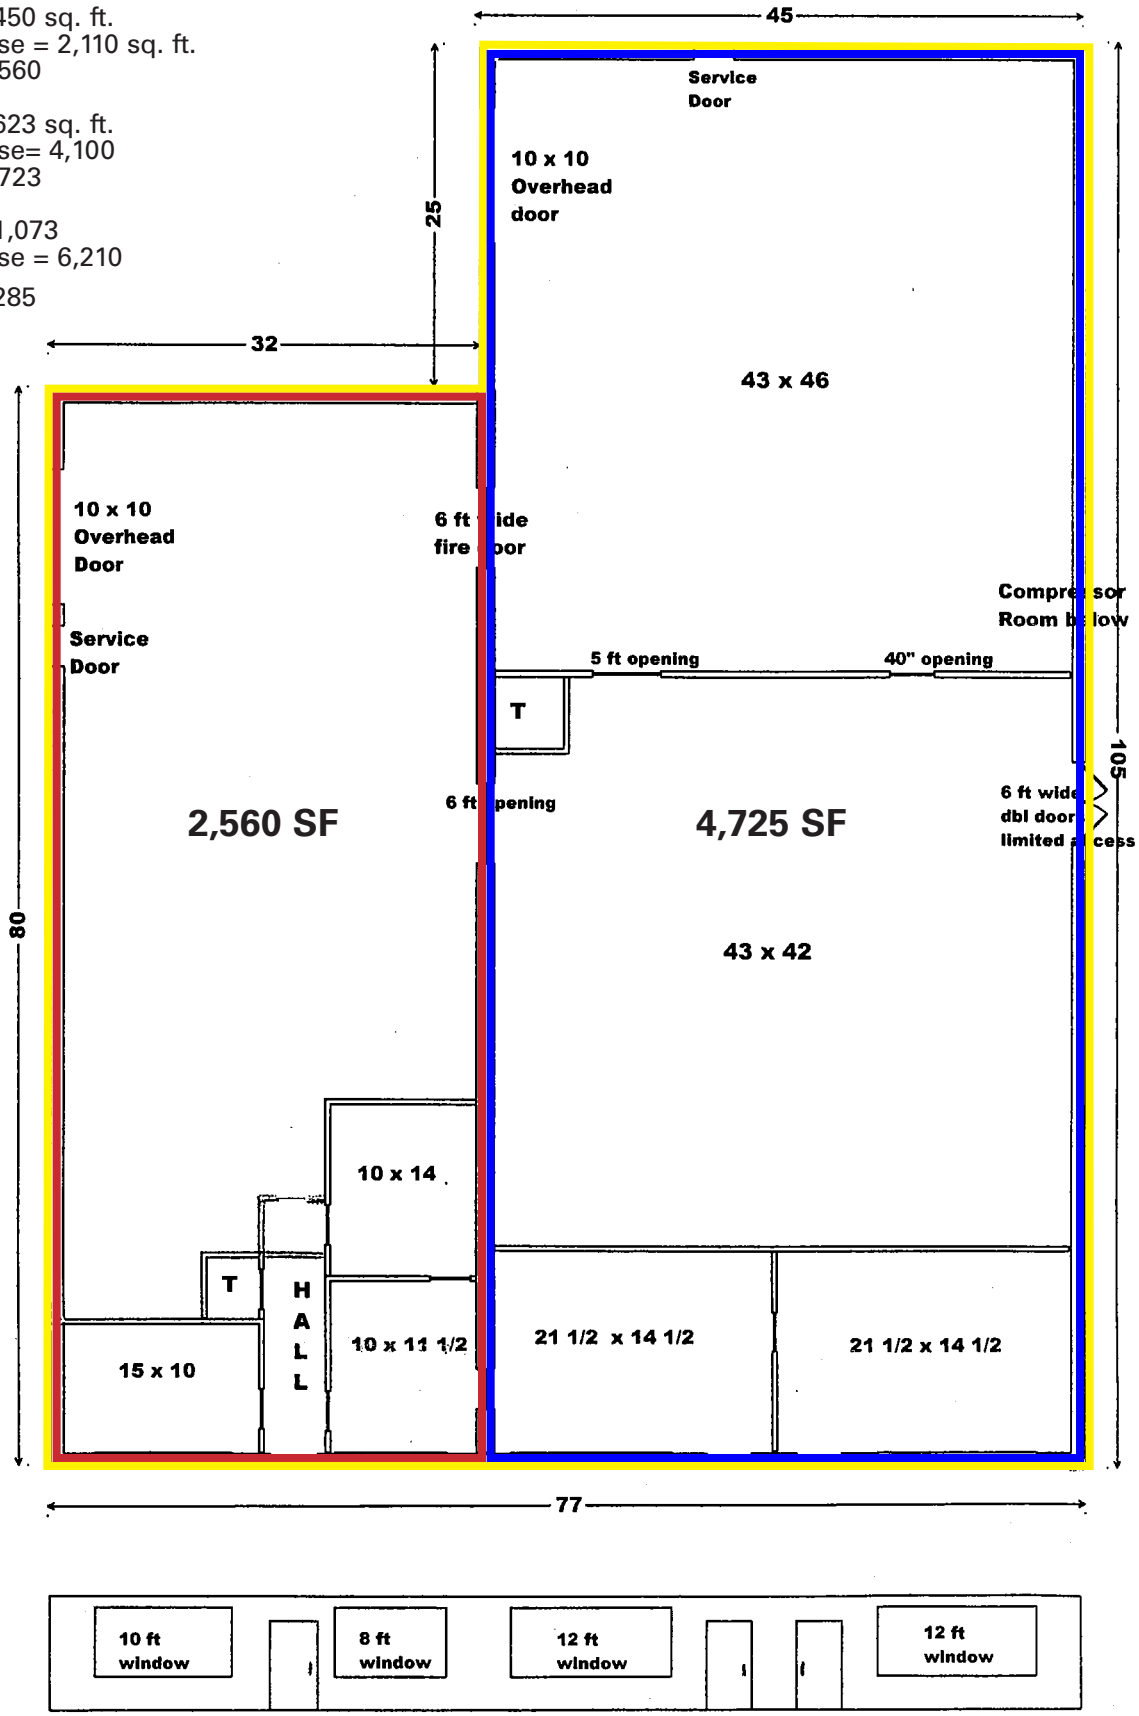 450 sq. ft.
se = 2,110 sq. ft.
560
623 sq. ft.
se= 4,100
723
1,073
se = 6,210
285
45
Service
Door
10 x 10
Overhead
door
25
32
43 x 46
10 x 10
Overhead
Door
6 ft ide
fire oor
Compre sor
Room b low
Service
Door
5 ft opening
40" opening
T
105
6 ft pening
6 ft wide
dbl door
limited a cess
2,560 SF
4,725 SF
80
43 x 42
10 x 14
T
HALL
10 x 11 1/2
21 1/2 x 14 1/2
21 1/2 x 14 1/2
15 x 10
77
10 ft
window
8 ft
window
12 ft
window
12 ft
window